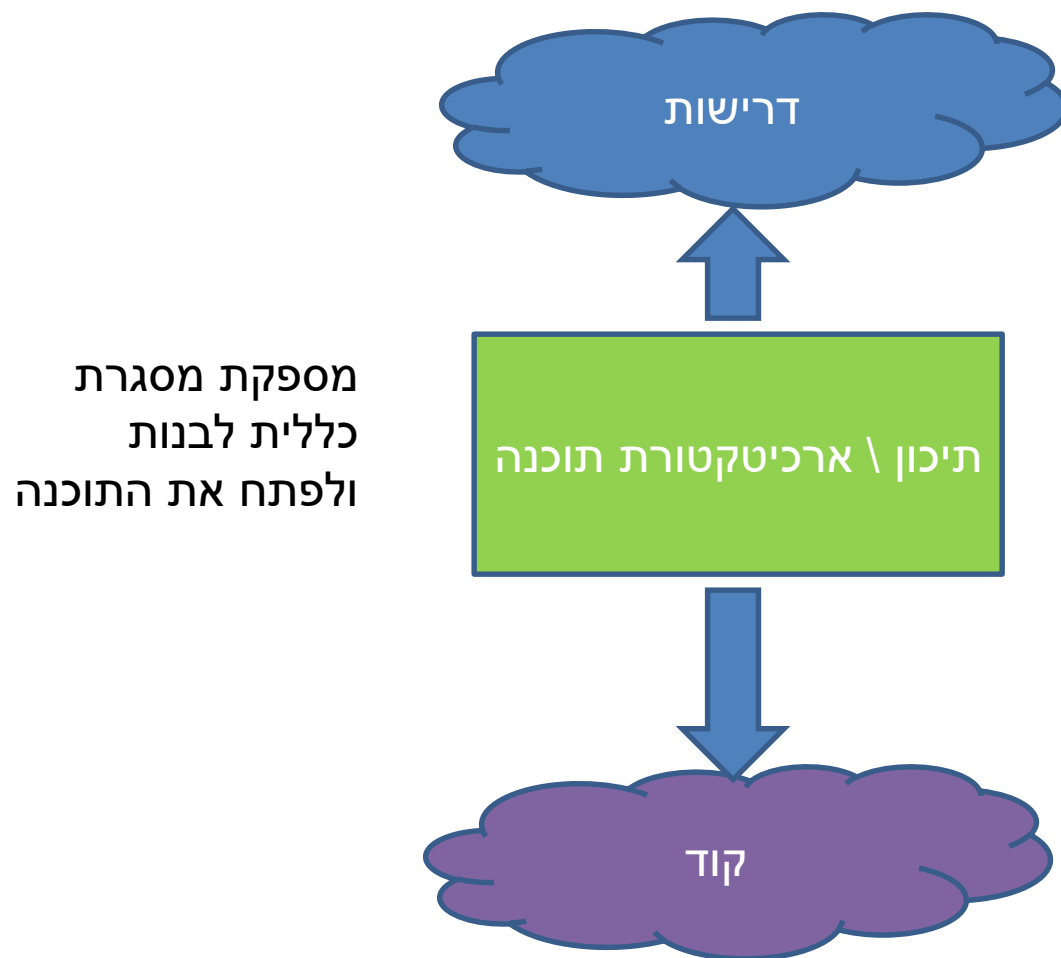 דרישות
מספקת מסגרת
כללית לבנות
ולפתח את התוכנה
תיכון \ ארכיטקטורת תוכנה
קוד